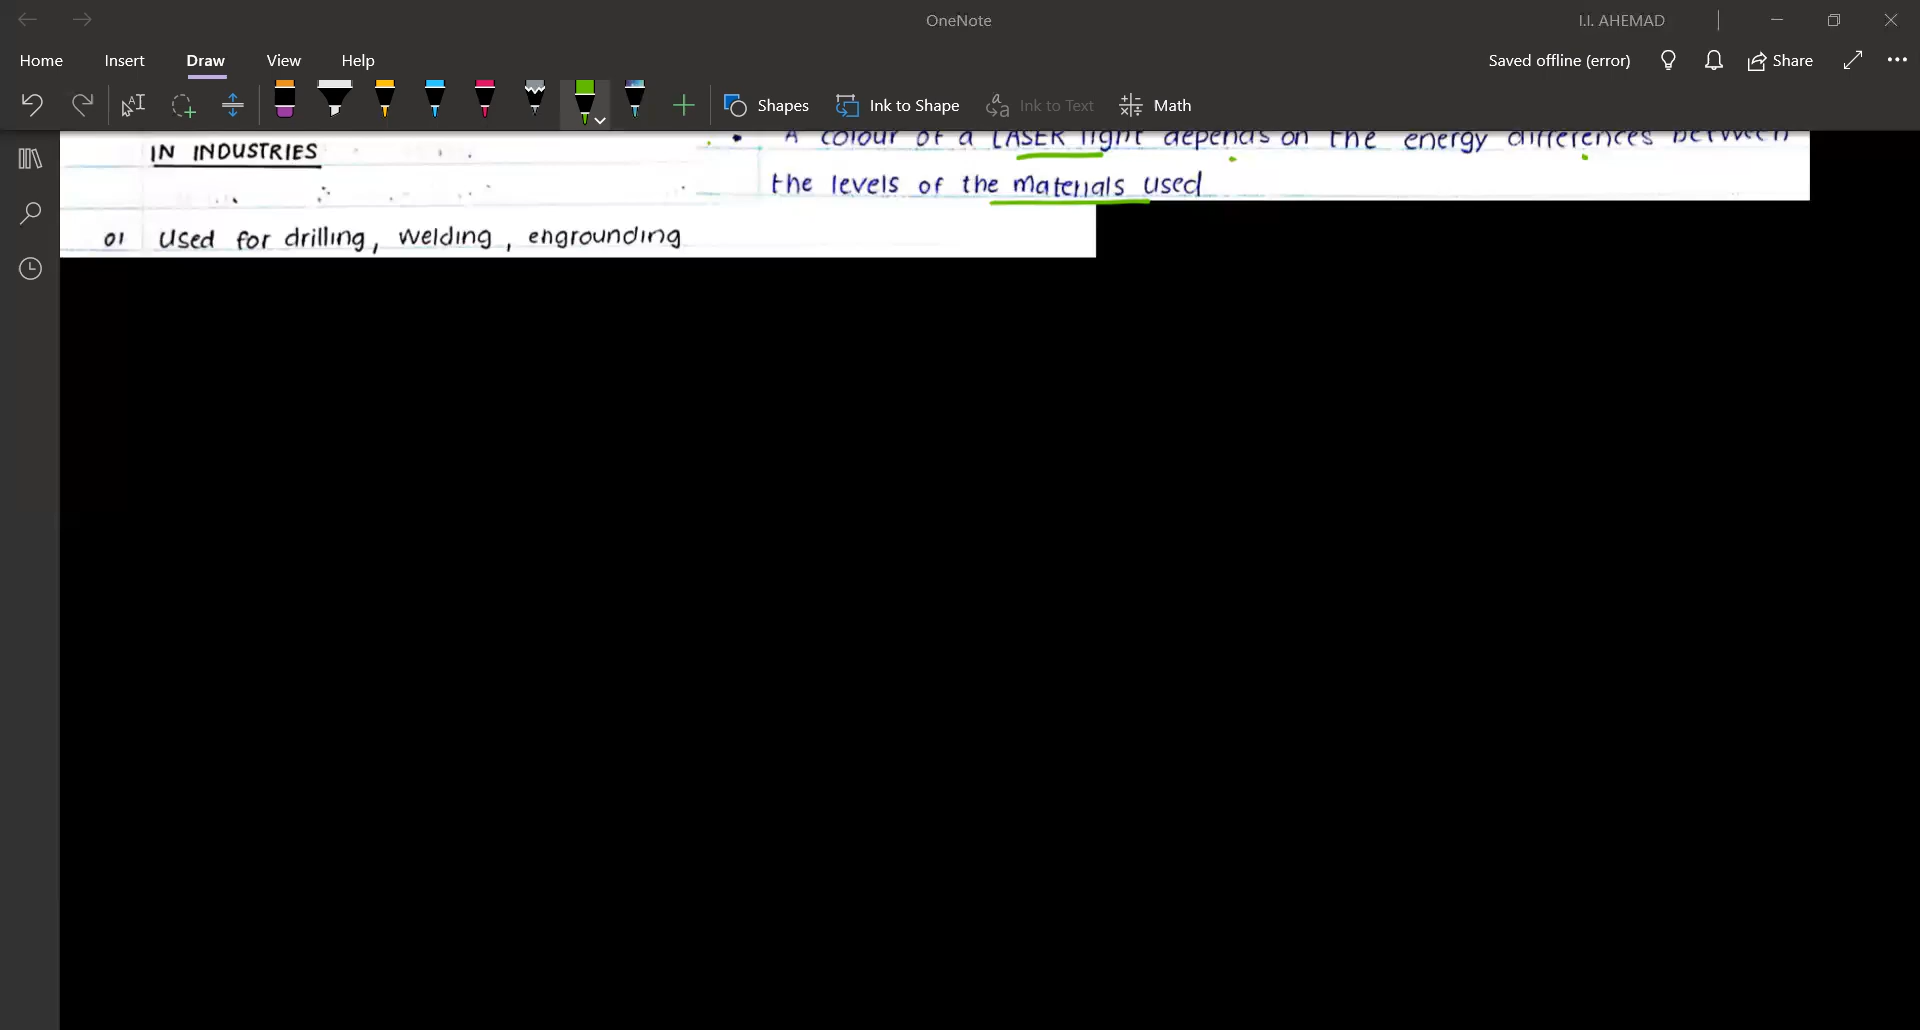 OneNote
I.I. AHEMAD
Home Insert Draw View Help
Saved offline (error)
Share
Shapes
Ink to Shape
Ink to Text
Math
IN INDUSTRIES
01 Used for drilling, welding, engrounding
• A colour of a LASER light depends on the energy differences between
the levels of the materials used